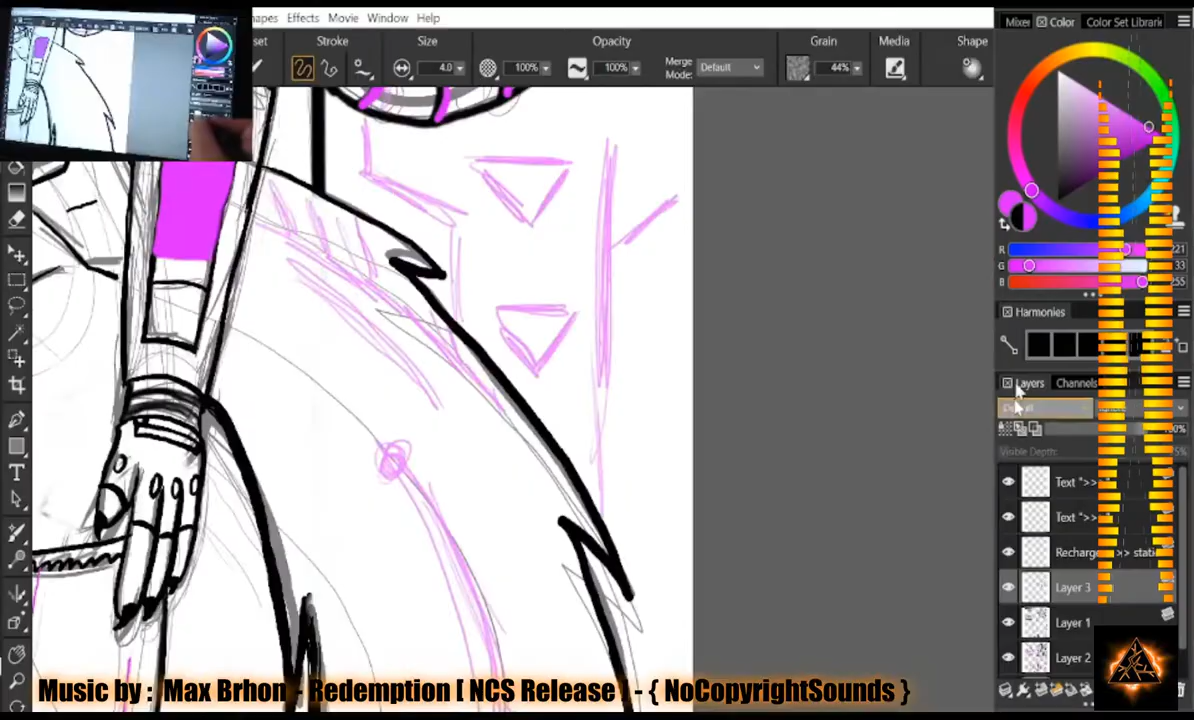 Effects Movie Window Help
Stroke Size Opacity Grain Media Shape
4.0 100% 100% Merge Mode: Default 44%
Mixer Color Color Set Librari
R 221
G 33
B 255
Harmonies
Layers Channels
Visible Depth:
Text ">>
Text ">>
Layer 3
Layer 1
Layer 2
Music by : Max Brhon - Redemption [ NCS Release ] - { NoCopyrightSounds }